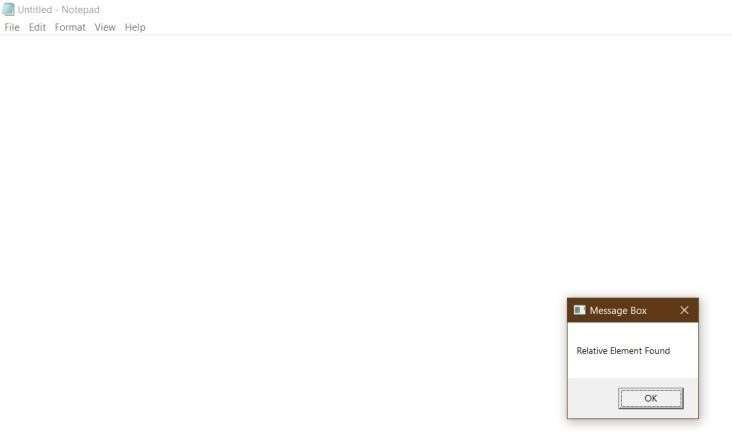 Untitled - Notepad
File Edit Format View Help
Message Box
Relative Element Found
OK